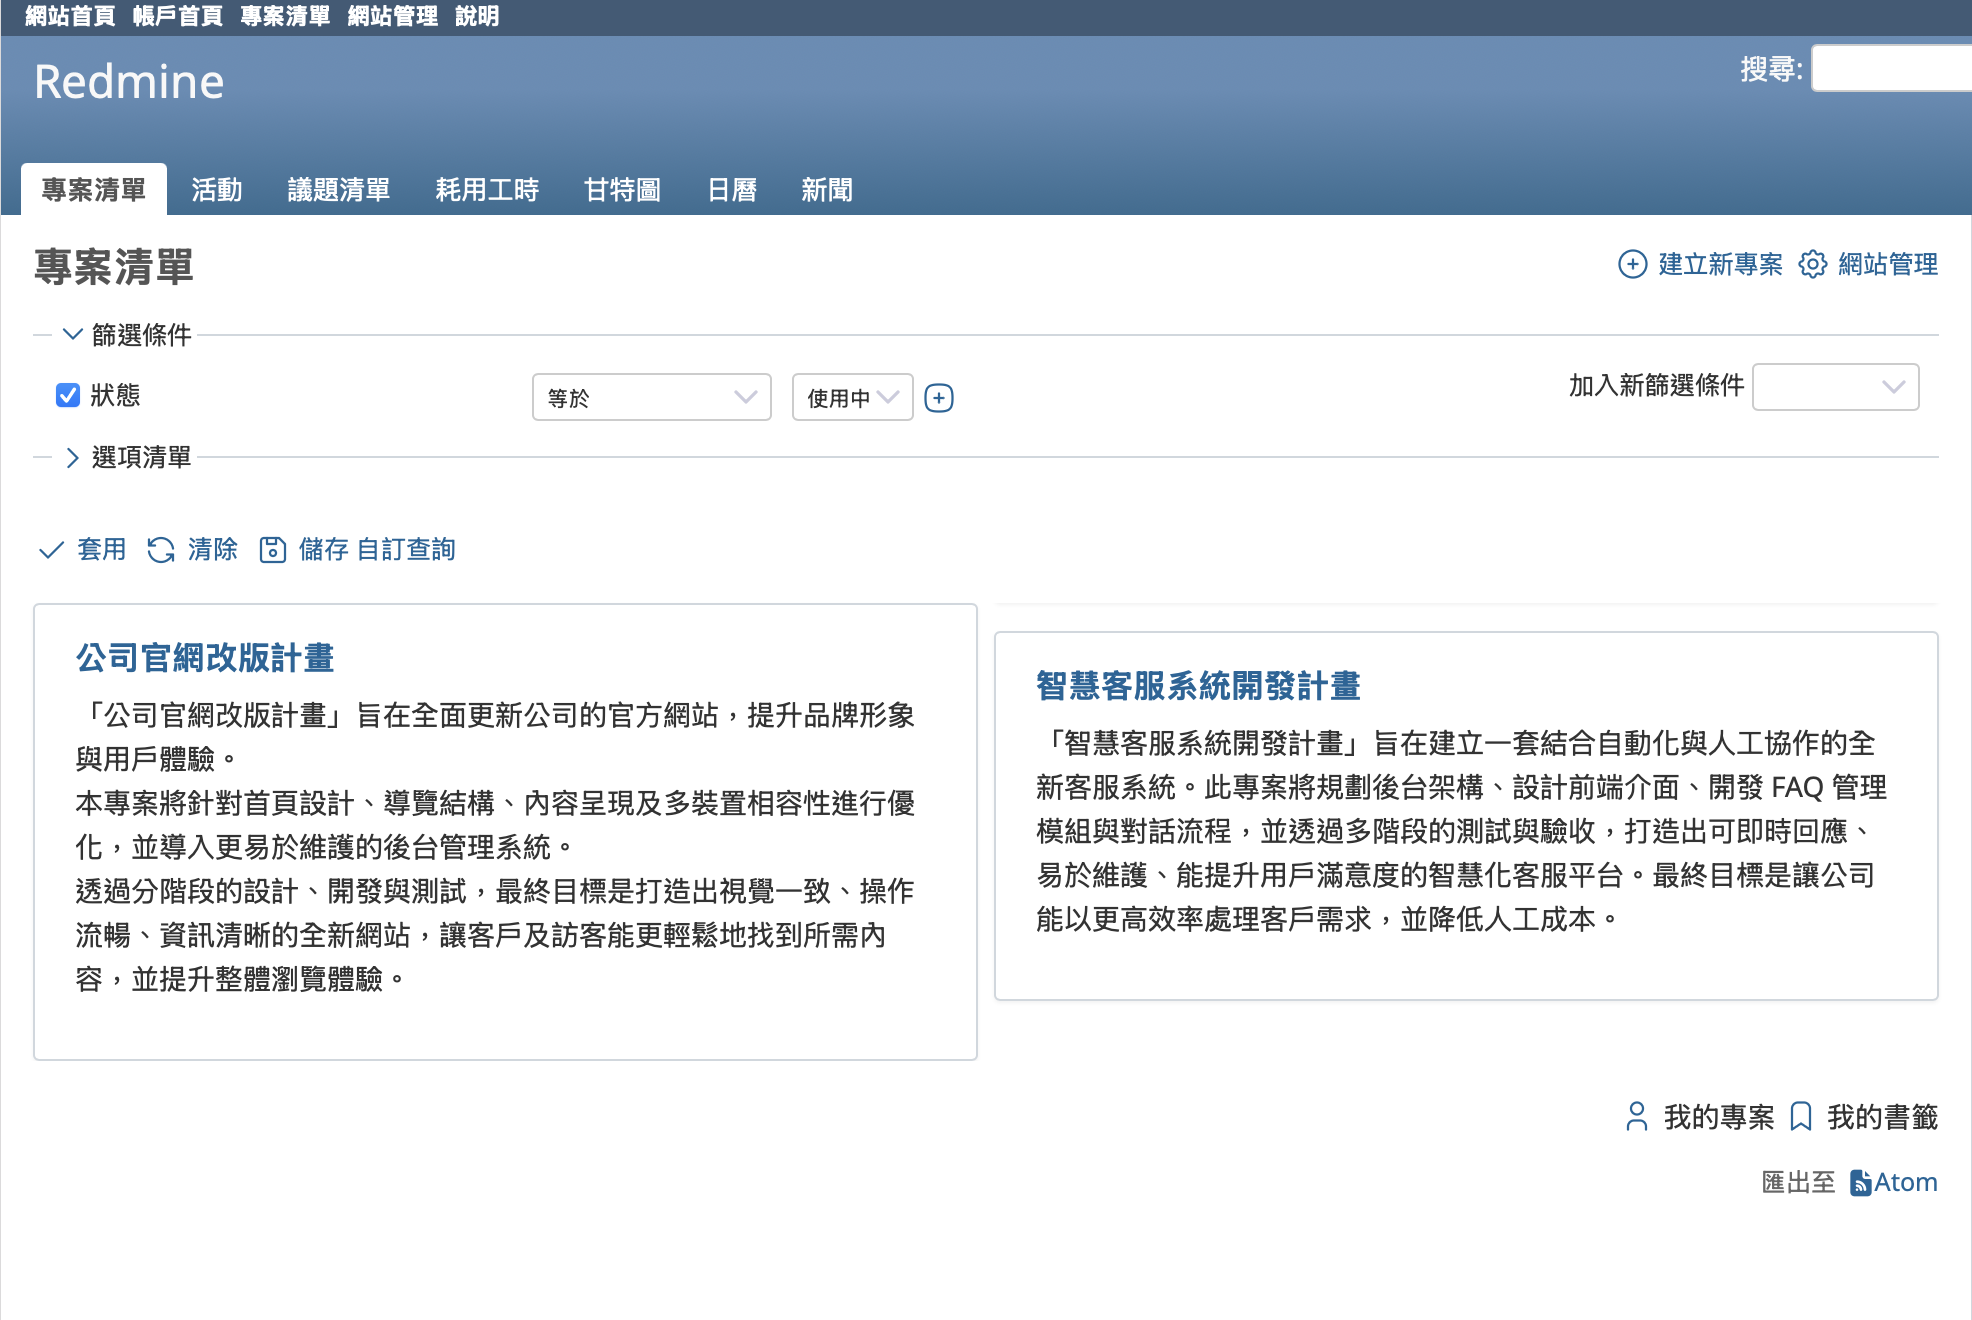 網站首頁 帳戶首頁 專案清單 網站管理 說明
Redmine
搜尋:
專案清單 活動 議題清單 耗用工時 甘特圖 日曆 新聞
專案清單
建立新專案 網站管理
篩選條件
狀態 等於 使用中 加入新篩選條件
選項清單
套用 清除 儲存 自訂查詢
公司官網改版計畫
「公司官網改版計畫」旨在全面更新公司的官方網站，提升品牌形象
與用戶體驗。
本專案將針對首頁設計、導覽結構、內容呈現及多裝置相容性進行優
化，並導入更易於維護的後台管理系統。
透過分階段的設計、開發與測試，最終目標是打造出視覺一致、操作
流暢、資訊清晰的全新網站，讓客戶及訪客能更輕鬆地找到所需內
容，並提升整體瀏覽體驗。
智慧客服系統開發計畫
「智慧客服系統開發計畫」旨在建立一套結合自動化與人工協作的全
新客服系統。此專案將規劃後台架構、設計前端介面、開發 FAQ 管理
模組與對話流程，並透過多階段的測試與驗收，打造出可即時回應、
易於維護、能提升用戶滿意度的智慧化客服平台。最終目標是讓公司
能以更高效率處理客戶需求，並降低人工成本。
我的專案 我的書籤
匯出至 Atom